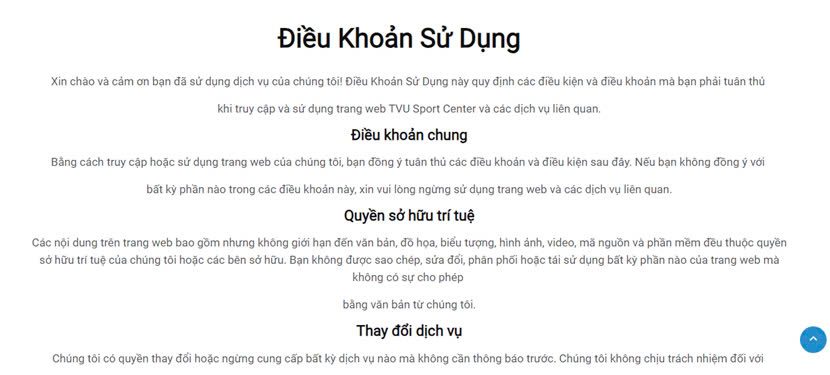 Điều Khoản Sử Dụng
Xin chào và cảm ơn bạn đã sử dụng dịch vụ của chúng tôi! Điều Khoản Sử Dụng này quy định các điều kiện và điều khoản mà bạn phải tuân thủ
khi truy cập và sử dụng trang web TVU Sport Center và các dịch vụ liên quan.
Điều khoản chung
Bằng cách truy cập hoặc sử dụng trang web của chúng tôi, bạn đồng ý tuân thủ các điều khoản và điều kiện sau đây. Nếu bạn không đồng ý với
bất kỳ phần nào trong các điều khoản này, xin vui lòng ngừng sử dụng trang web và các dịch vụ liên quan.
Quyền sở hữu trí tuệ
Các nội dung trên trang web bao gồm nhưng không giới hạn đến văn bản, đồ họa, biểu tượng, hình ảnh, video, mã nguồn và phần mềm đều thuộc quyền
sở hữu trí tuệ của chúng tôi hoặc các bên sở hữu. Bạn không được sao chép, sửa đổi, phân phối hoặc tái sử dụng bất kỳ phần nào của trang web mà
không có sự cho phép
bằng văn bản từ chúng tôi.
Thay đổi dịch vụ
Chúng tôi có quyền thay đổi hoặc ngừng cung cấp bất kỳ dịch vụ nào mà không cần thông báo trước. Chúng tôi không chịu trách nhiệm đối với